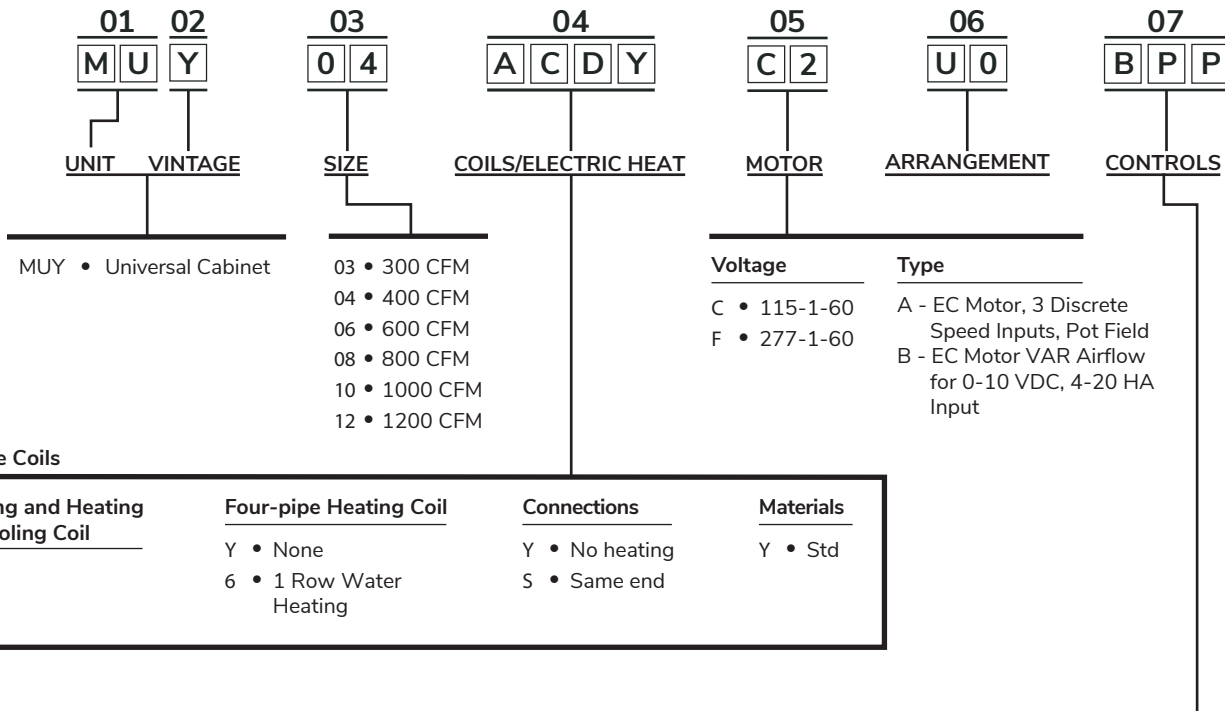 01 02 03 04 05 06 07
M U Y 0 4 A C D Y C 2 U 0 B P P
UNIT VINTAGE SIZE COILS/ELECTRIC HEAT MOTOR ARRANGEMENT CONTROLS
MUY • Universal Cabinet
03 • 300 CFM
04 • 400 CFM
06 • 600 CFM
08 • 800 CFM
10 • 1000 CFM
12 • 1200 CFM
Voltage
C • 115-1-60
F • 277-1-60
Type
A - EC Motor, 3 Discrete
Speed Inputs, Pot Field
B - EC Motor VAR Airflow
for 0-10 VDC, 4-20 HA
Input
Coils
and Heating
Coil
Four-pipe Heating Coil
Y • None
6 • 1 Row Water
Heating
Connections
Y • No heating
S • Same end
Materials
Y • Std